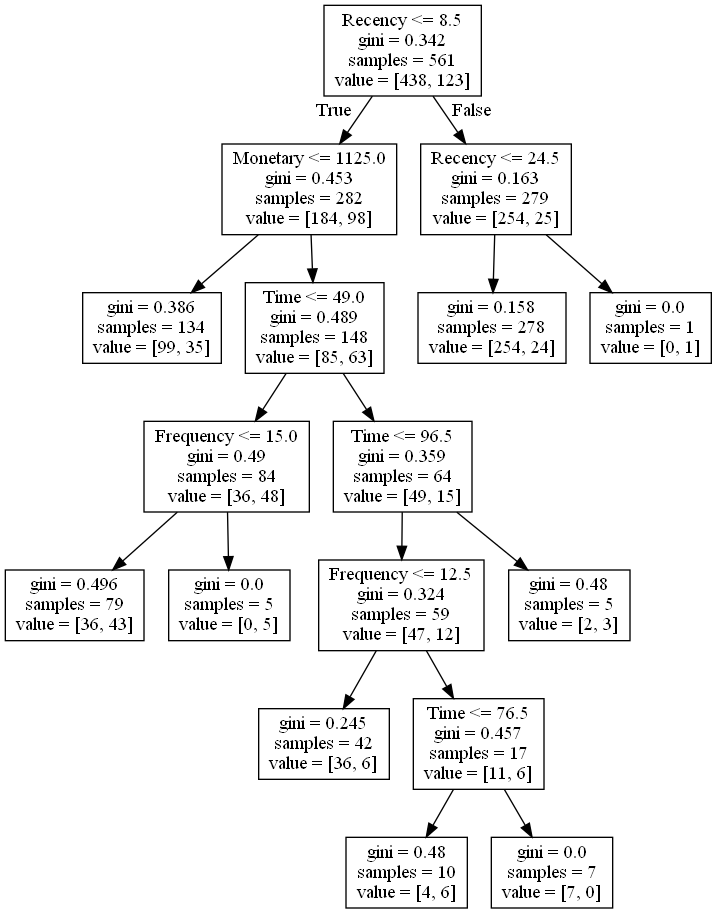 Recency <= 8.5
gini = 0.342
samples = 561
value = [438, 123]
True
False
Monetary <= 1125.0
gini = 0.453
samples = 282
value = [184, 98]
Recency <= 24.5
gini = 0.163
samples = 279
value = [254, 25]
gini = 0.386
samples = 134
value = [99, 35]
Time <= 49.0
gini = 0.489
samples = 148
value = [85, 63]
gini = 0.158
samples = 278
value = [254, 24]
gini = 0.0
samples = 1
value = [0, 1]
Frequency <= 15.0
gini = 0.49
samples = 84
value = [36, 48]
Time <= 96.5
gini = 0.359
samples = 64
value = [49, 15]
gini = 0.496
samples = 79
value = [36, 43]
gini = 0.0
samples = 5
value = [0, 5]
Frequency <= 12.5
gini = 0.324
samples = 59
value = [47, 12]
gini = 0.48
samples = 5
value = [2, 3]
gini = 0.245
samples = 42
value = [36, 6]
Time <= 76.5
gini = 0.457
samples = 17
value = [11, 6]
gini = 0.48
samples = 10
value = [4, 6]
gini = 0.0
samples = 7
value = [7, 0]